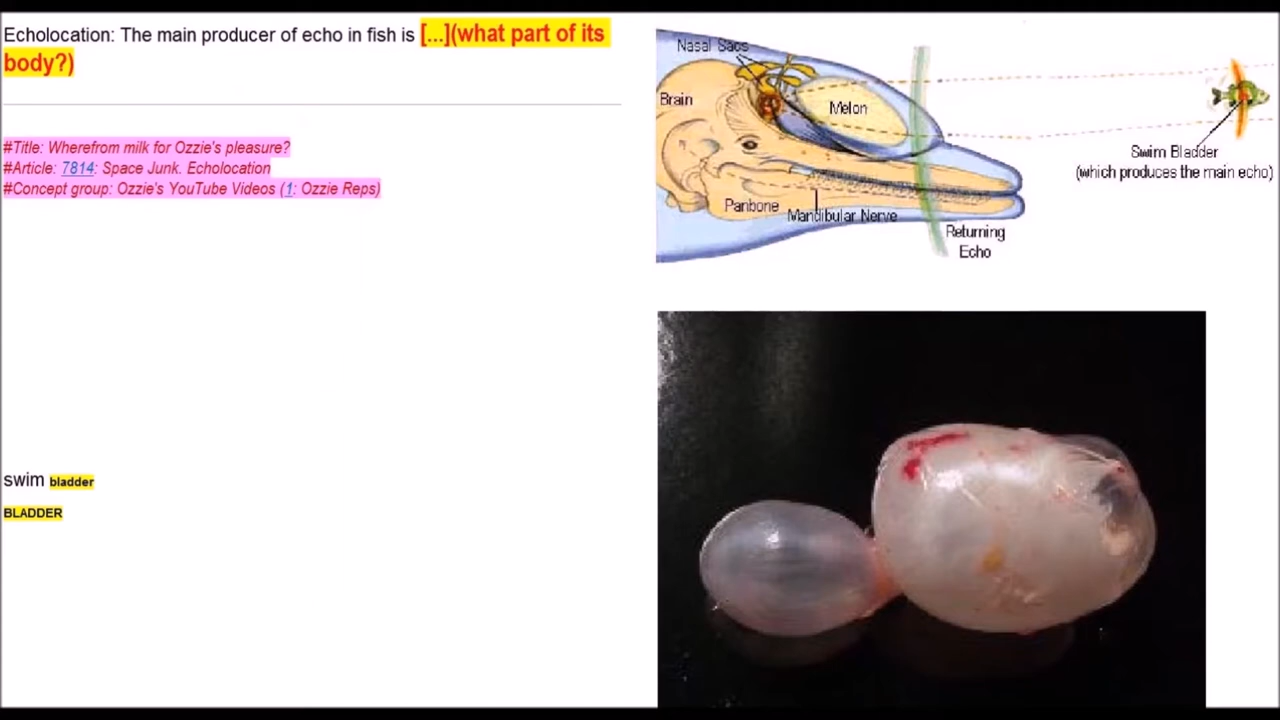 Echolocation: The main producer of echo in fish is [...](what part of its
body?)
#Title: Wherefrom milk for Ozzie's pleasure?
#Article: 7814: Space Junk. Echolocation
#Concept group: Ozzie's YouTube Videos (1: Ozzie Reps)
swim bladder
BLADDER
Nasal Sacs
Brain
Melon
Swim Bladder
(which produces the main echo)
Panbone
Mandibular Nerve
Returning
Echo